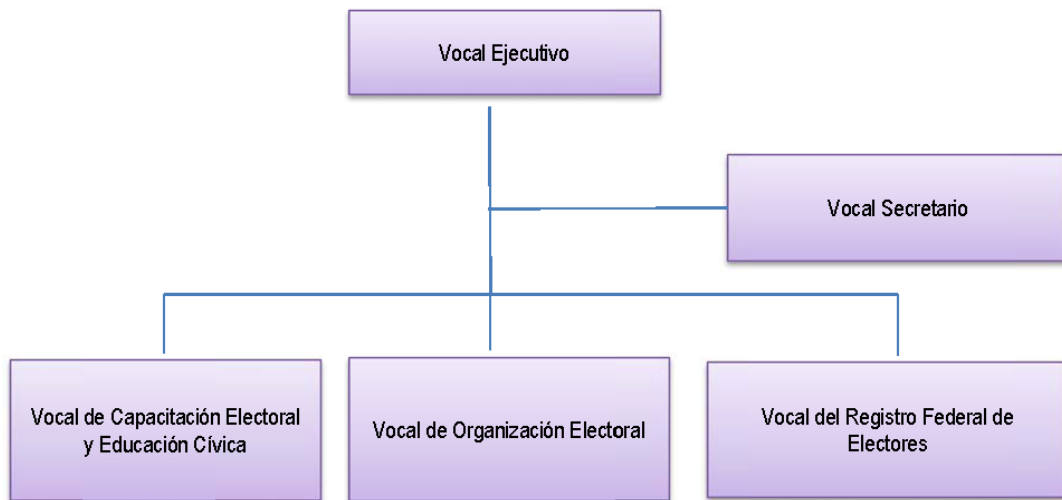 Vocal Ejecutivo
Vocal Secretario
Vocal de Capacitación Electoral
y Educación Cívica
Vocal de Organización Electoral
Vocal del Registro Federal de
Electores